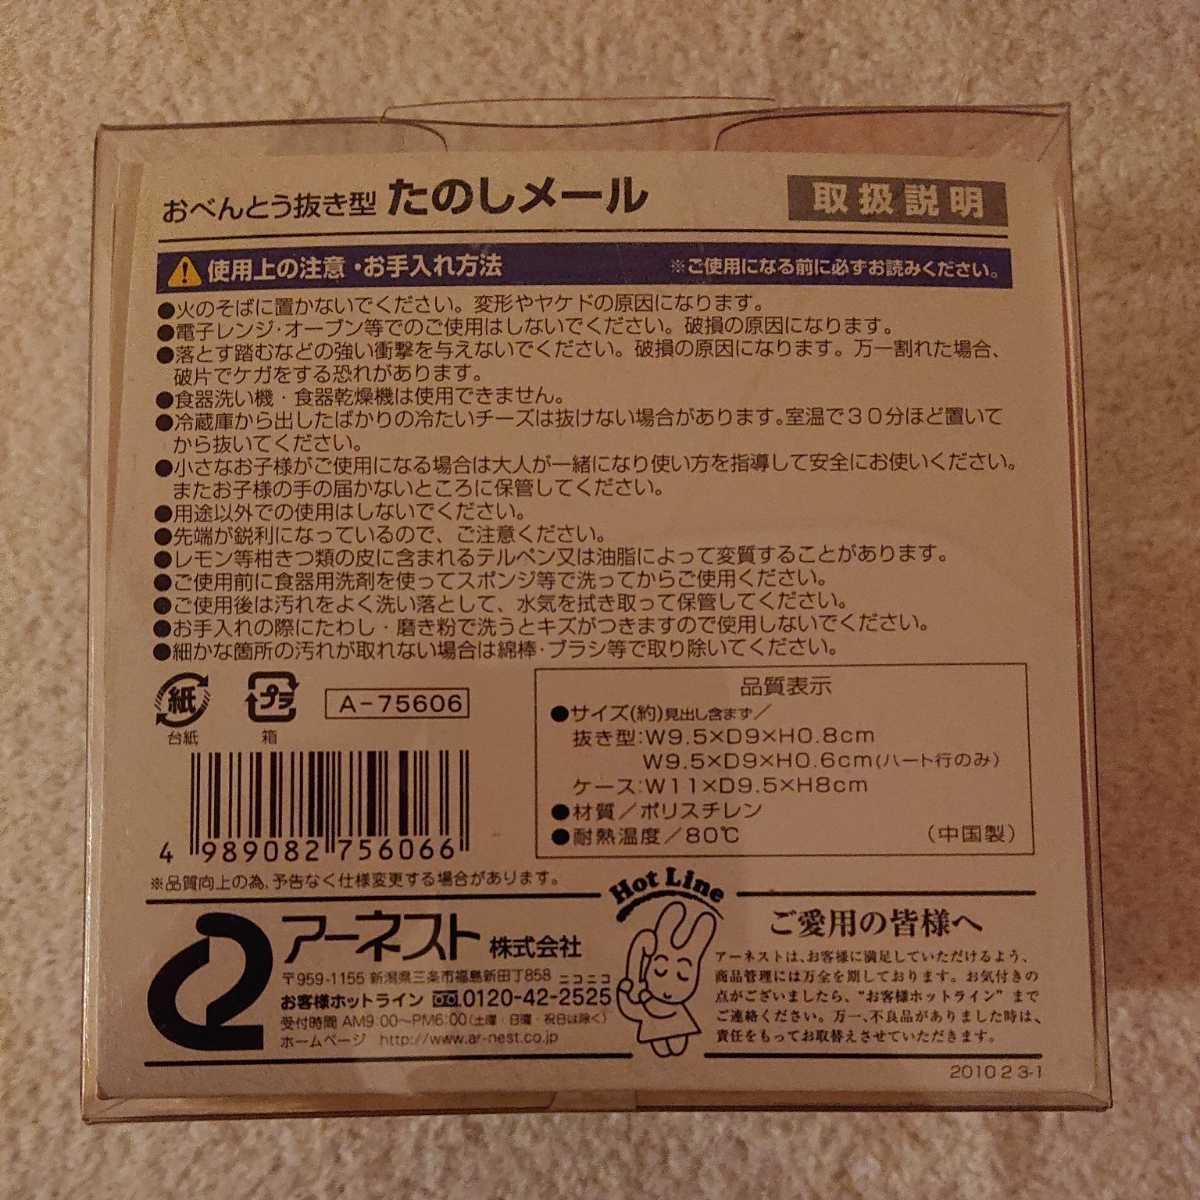 おべんとう抜き型 たのしメール 取扱説明
使用上の注意・お手入れ方法 ※ご使用になる前に必ずお読みください。
●火のそばに置かないでください。変形やヤケドの原因になります。
●電子レンジ・オーブン等でのご使用はしないでください。破損の原因になります。
●落とす踏むなどの強い衝撃を与えないでください。破損の原因になります。万一割れた場合、
破片でケガをする恐れがあります。
●食器洗い機・食器乾燥機は使用できません。
●冷蔵庫から出したばかりの冷たいチーズは抜けない場合があります。室温で30分ほど置いて
から抜いてください。
●小さなお子様がご使用になる場合は大人が一緒になり使い方を指導して安全にお使いください。
またお子様の手の届かないところに保管してください。
●用途以外での使用はしないでください。
●先端が鋭利になっているので、ご注意ください。
●レモン等柑きつ類の皮に含まれるテルペン又は油脂によって変質することがあります。
●ご使用前に食器用洗剤を使ってスポンジ等で洗ってからご使用ください。
●ご使用後は汚れをよく洗い落として、水気を拭き取って保管してください。
●お手入れの際にたわし・磨き粉で洗うとキズがつきますので使用しないでください。
●細かな箇所の汚れが取れない場合は綿棒・ブラシ等で取り除いてください。
紙 プラ A-75606
台紙 箱
品質表示
●サイズ(約)見出し含まず/
抜き型:W9.5×D9×H0.8cm
W9.5×D9×H0.6cm(ハート行のみ)
ケース:W11×D9.5×H8cm
●材質/ポリスチレン
●耐熱温度/80℃ (中国製)
4 989082 756066
※品質向上の為、予告なく仕様変更する場合があります。
アーネスト 株式会社
〒959-1155 新潟県三条市福島新田丁858 ニコニコ
お客様ホットライン 0120-42-2525
受付時間 AM9:00〜PM6:00(土曜・日曜・祝日は除く)
ホームページ http://www.ar-nest.co.jp
Hot Line
ご愛用の皆様へ
アーネストは、お客様に満足していただけるよう、
商品管理には万全を期しております。お気付きの
点がございましたら、"お客様ホットライン"まで
ご連絡ください。万一、不良品がありました時は、
責任をもってお取替えさせていただきます。
2010 2 3-1